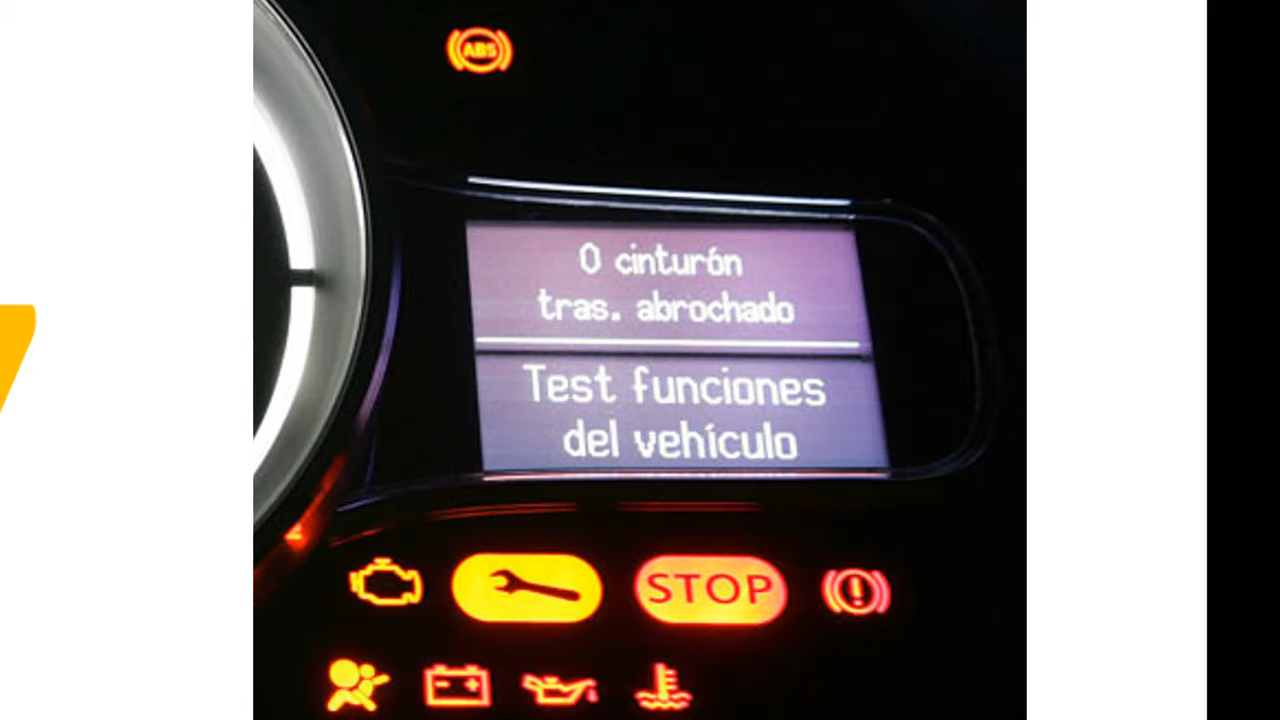 ABS
0 cinturón
tras. abrochado
Test funciones
del vehículo
STOP